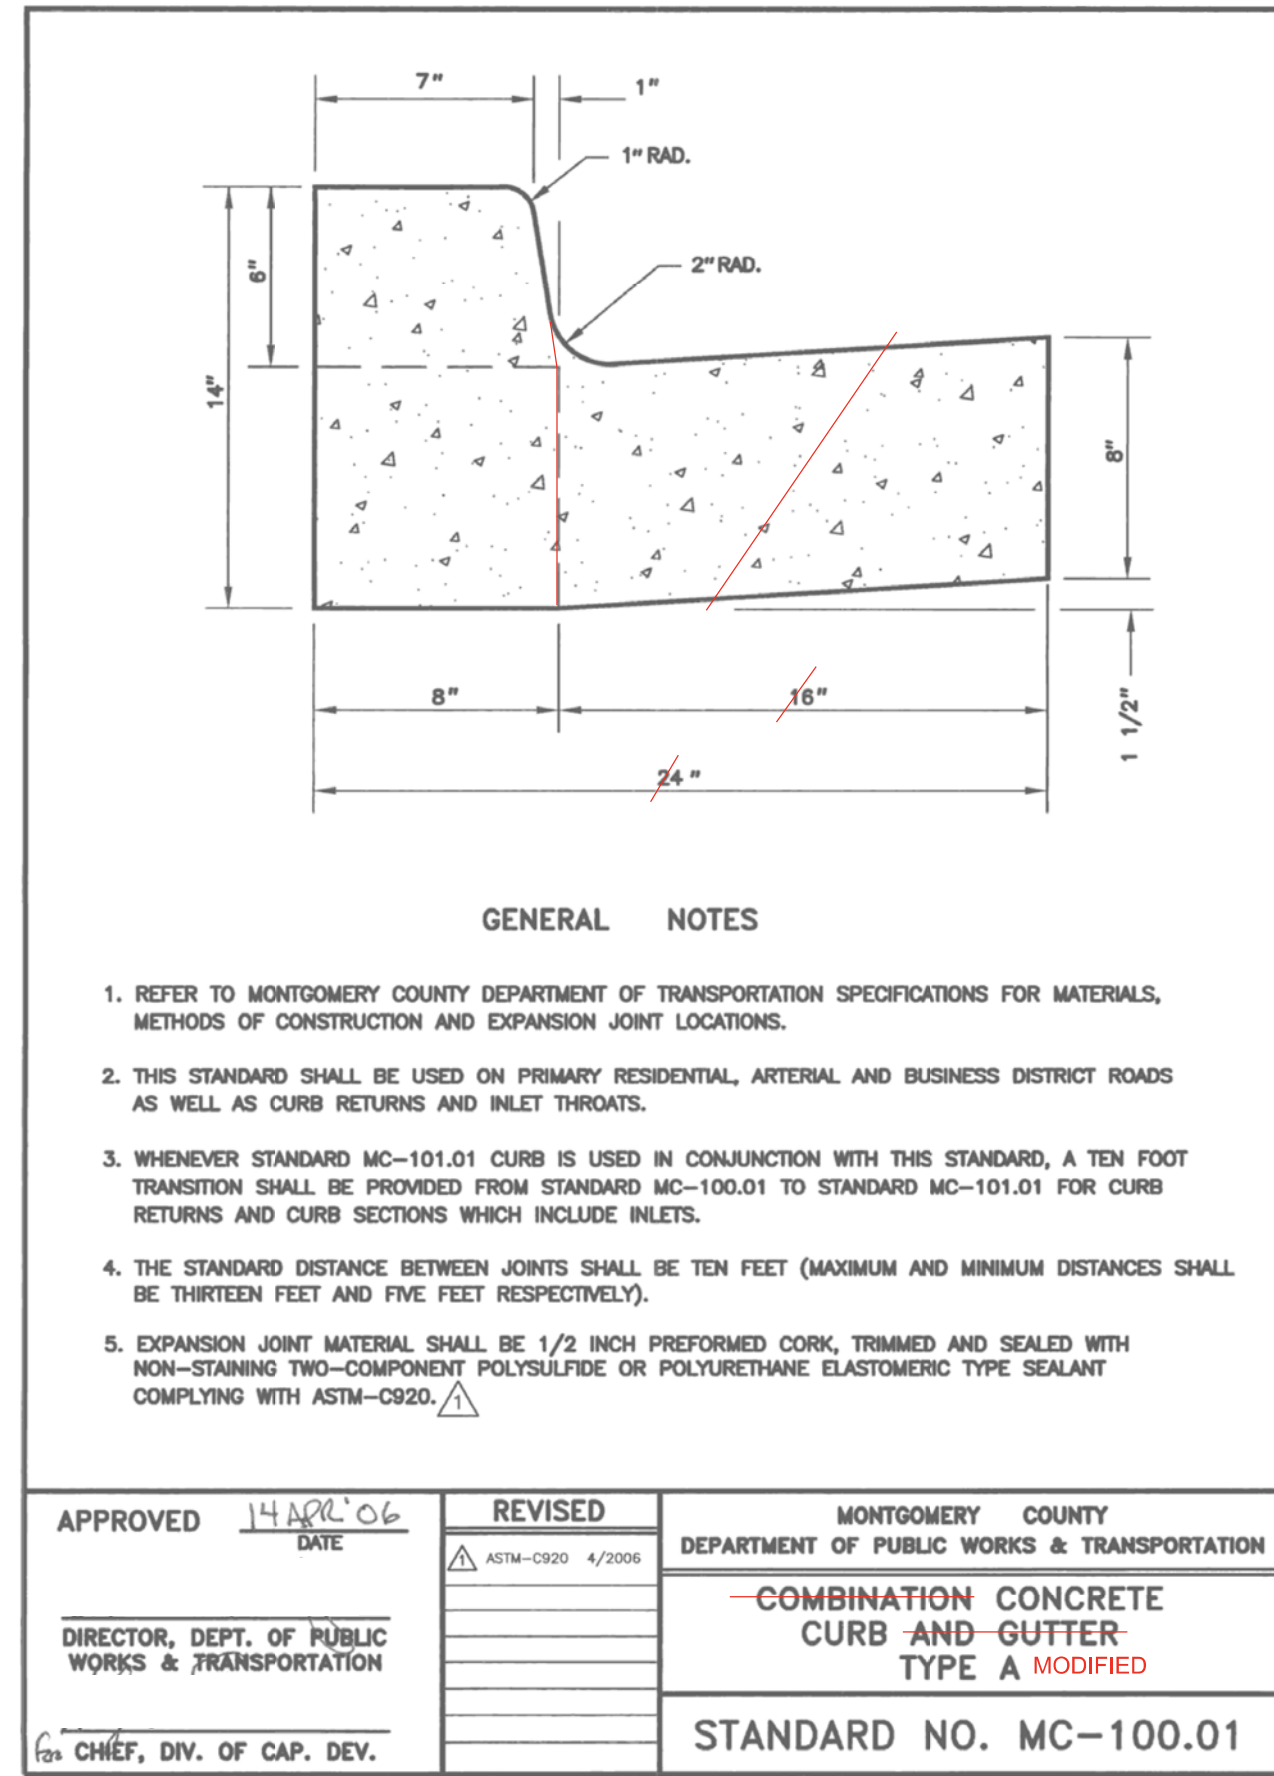 7"
1"
1" RAD.
2" RAD.
6"
14"
8"
8"
16"
24"
1 1/2"
GENERAL NOTES
1. REFER TO MONTGOMERY COUNTY DEPARTMENT OF TRANSPORTATION SPECIFICATIONS FOR MATERIALS,
METHODS OF CONSTRUCTION AND EXPANSION JOINT LOCATIONS.
2. THIS STANDARD SHALL BE USED ON PRIMARY RESIDENTIAL, ARTERIAL AND BUSINESS DISTRICT ROADS
AS WELL AS CURB RETURNS AND INLET THROATS.
3. WHENEVER STANDARD MC-101.01 CURB IS USED IN CONJUNCTION WITH THIS STANDARD, A TEN FOOT
TRANSITION SHALL BE PROVIDED FROM STANDARD MC-100.01 TO STANDARD MC-101.01 FOR CURB
RETURNS AND CURB SECTIONS WHICH INCLUDE INLETS.
4. THE STANDARD DISTANCE BETWEEN JOINTS SHALL BE TEN FEET (MAXIMUM AND MINIMUM DISTANCES SHALL
BE THIRTEEN FEET AND FIVE FEET RESPECTIVELY).
5. EXPANSION JOINT MATERIAL SHALL BE 1/2 INCH PREFORMED CORK, TRIMMED AND SEALED WITH
NON-STAINING TWO-COMPONENT POLYSULFIDE OR POLYURETHANE ELASTOMERIC TYPE SEALANT
COMPLYING WITH ASTM-C920. 1
APPROVED 14 APR '06
DATE
DIRECTOR, DEPT. OF PUBLIC
WORKS & TRANSPORTATION
for CHIEF, DIV. OF CAP. DEV.
REVISED
1 ASTM-C920 4/2006
MONTGOMERY COUNTY
DEPARTMENT OF PUBLIC WORKS & TRANSPORTATION
COMBINATION CONCRETE
CURB AND GUTTER
TYPE A MODIFIED
STANDARD NO. MC-100.01